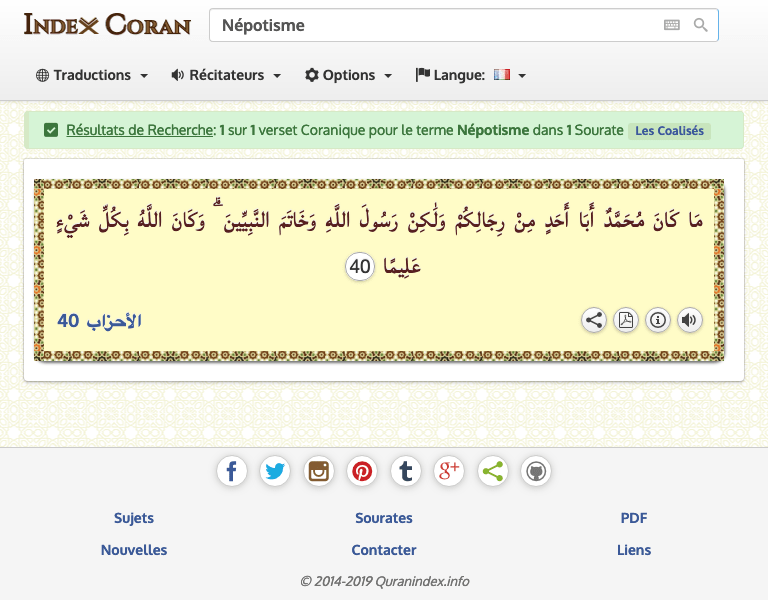 Index Coran
Népotisme
Traductions
Récitateurs
Options
Langue:
Résultats de Recherche: 1 sur 1 verset Coranique pour le terme Népotisme dans 1 Sourate Les Coalisés
مَا كَانَ مُحَمَّدٌ أَبَا أَحَدٍ مِنْ رِجَالِكُمْ وَلَٰكِنْ رَسُولَ اللَّهِ وَخَاتَمَ النَّبِيِّينَ ۗ وَكَانَ اللَّهُ بِكُلِّ شَيْءٍ
عَلِيمًا 40
الأحزاب 40
Sujets
Sourates
PDF
Nouvelles
Contacter
Liens
© 2014-2019 Quranindex.info